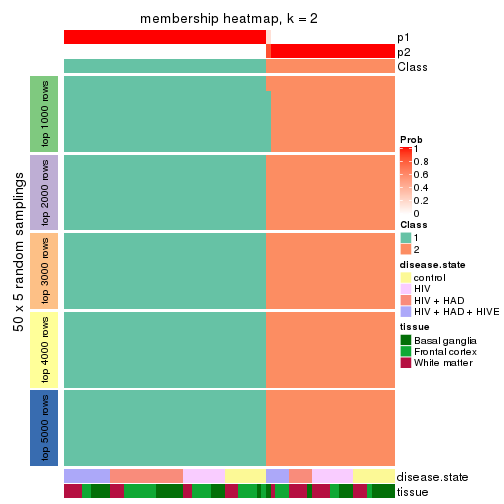 membership heatmap, k = 2
p1
p2
Class
50 x 5 random samplings
top 1000 rows
top 2000 rows
top 3000 rows
top 4000 rows
top 5000 rows
Prob
1
0.8
0.6
0.4
0.2
0
Class
1
2
disease.state
control
HIV
HIV + HAD
HIV + HAD + HIVE
tissue
Basal ganglia
Frontal cortex
White matter
disease.state
tissue